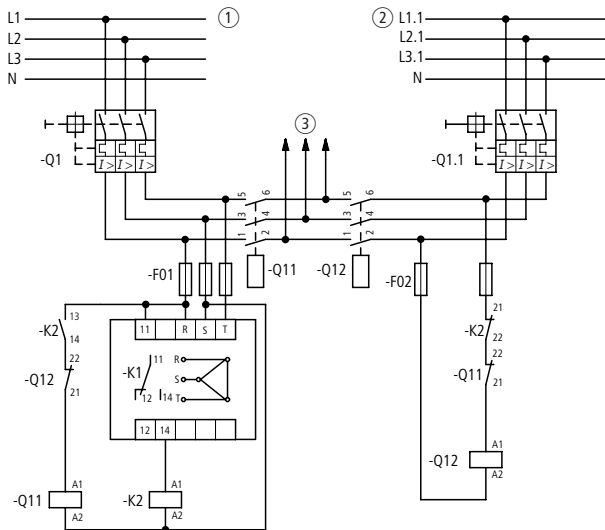 L1 ① ② L1.1
L2 L2.1
L3 L3.1
N N
③
-Q1 I> I> I> -Q1.1 I> I> I>
5 6 5 6
3 4 3 4
1 2 1 2
-Q11 -Q12
-F01 -F02
13 21
-K2 11 R S T -K2
14 22
22 11 R 22
-Q12 -K1 S -Q11
21 12 14 T 21
12 14
A1
-Q12
A2
A1 A1
-Q11 -K2
A2 A2